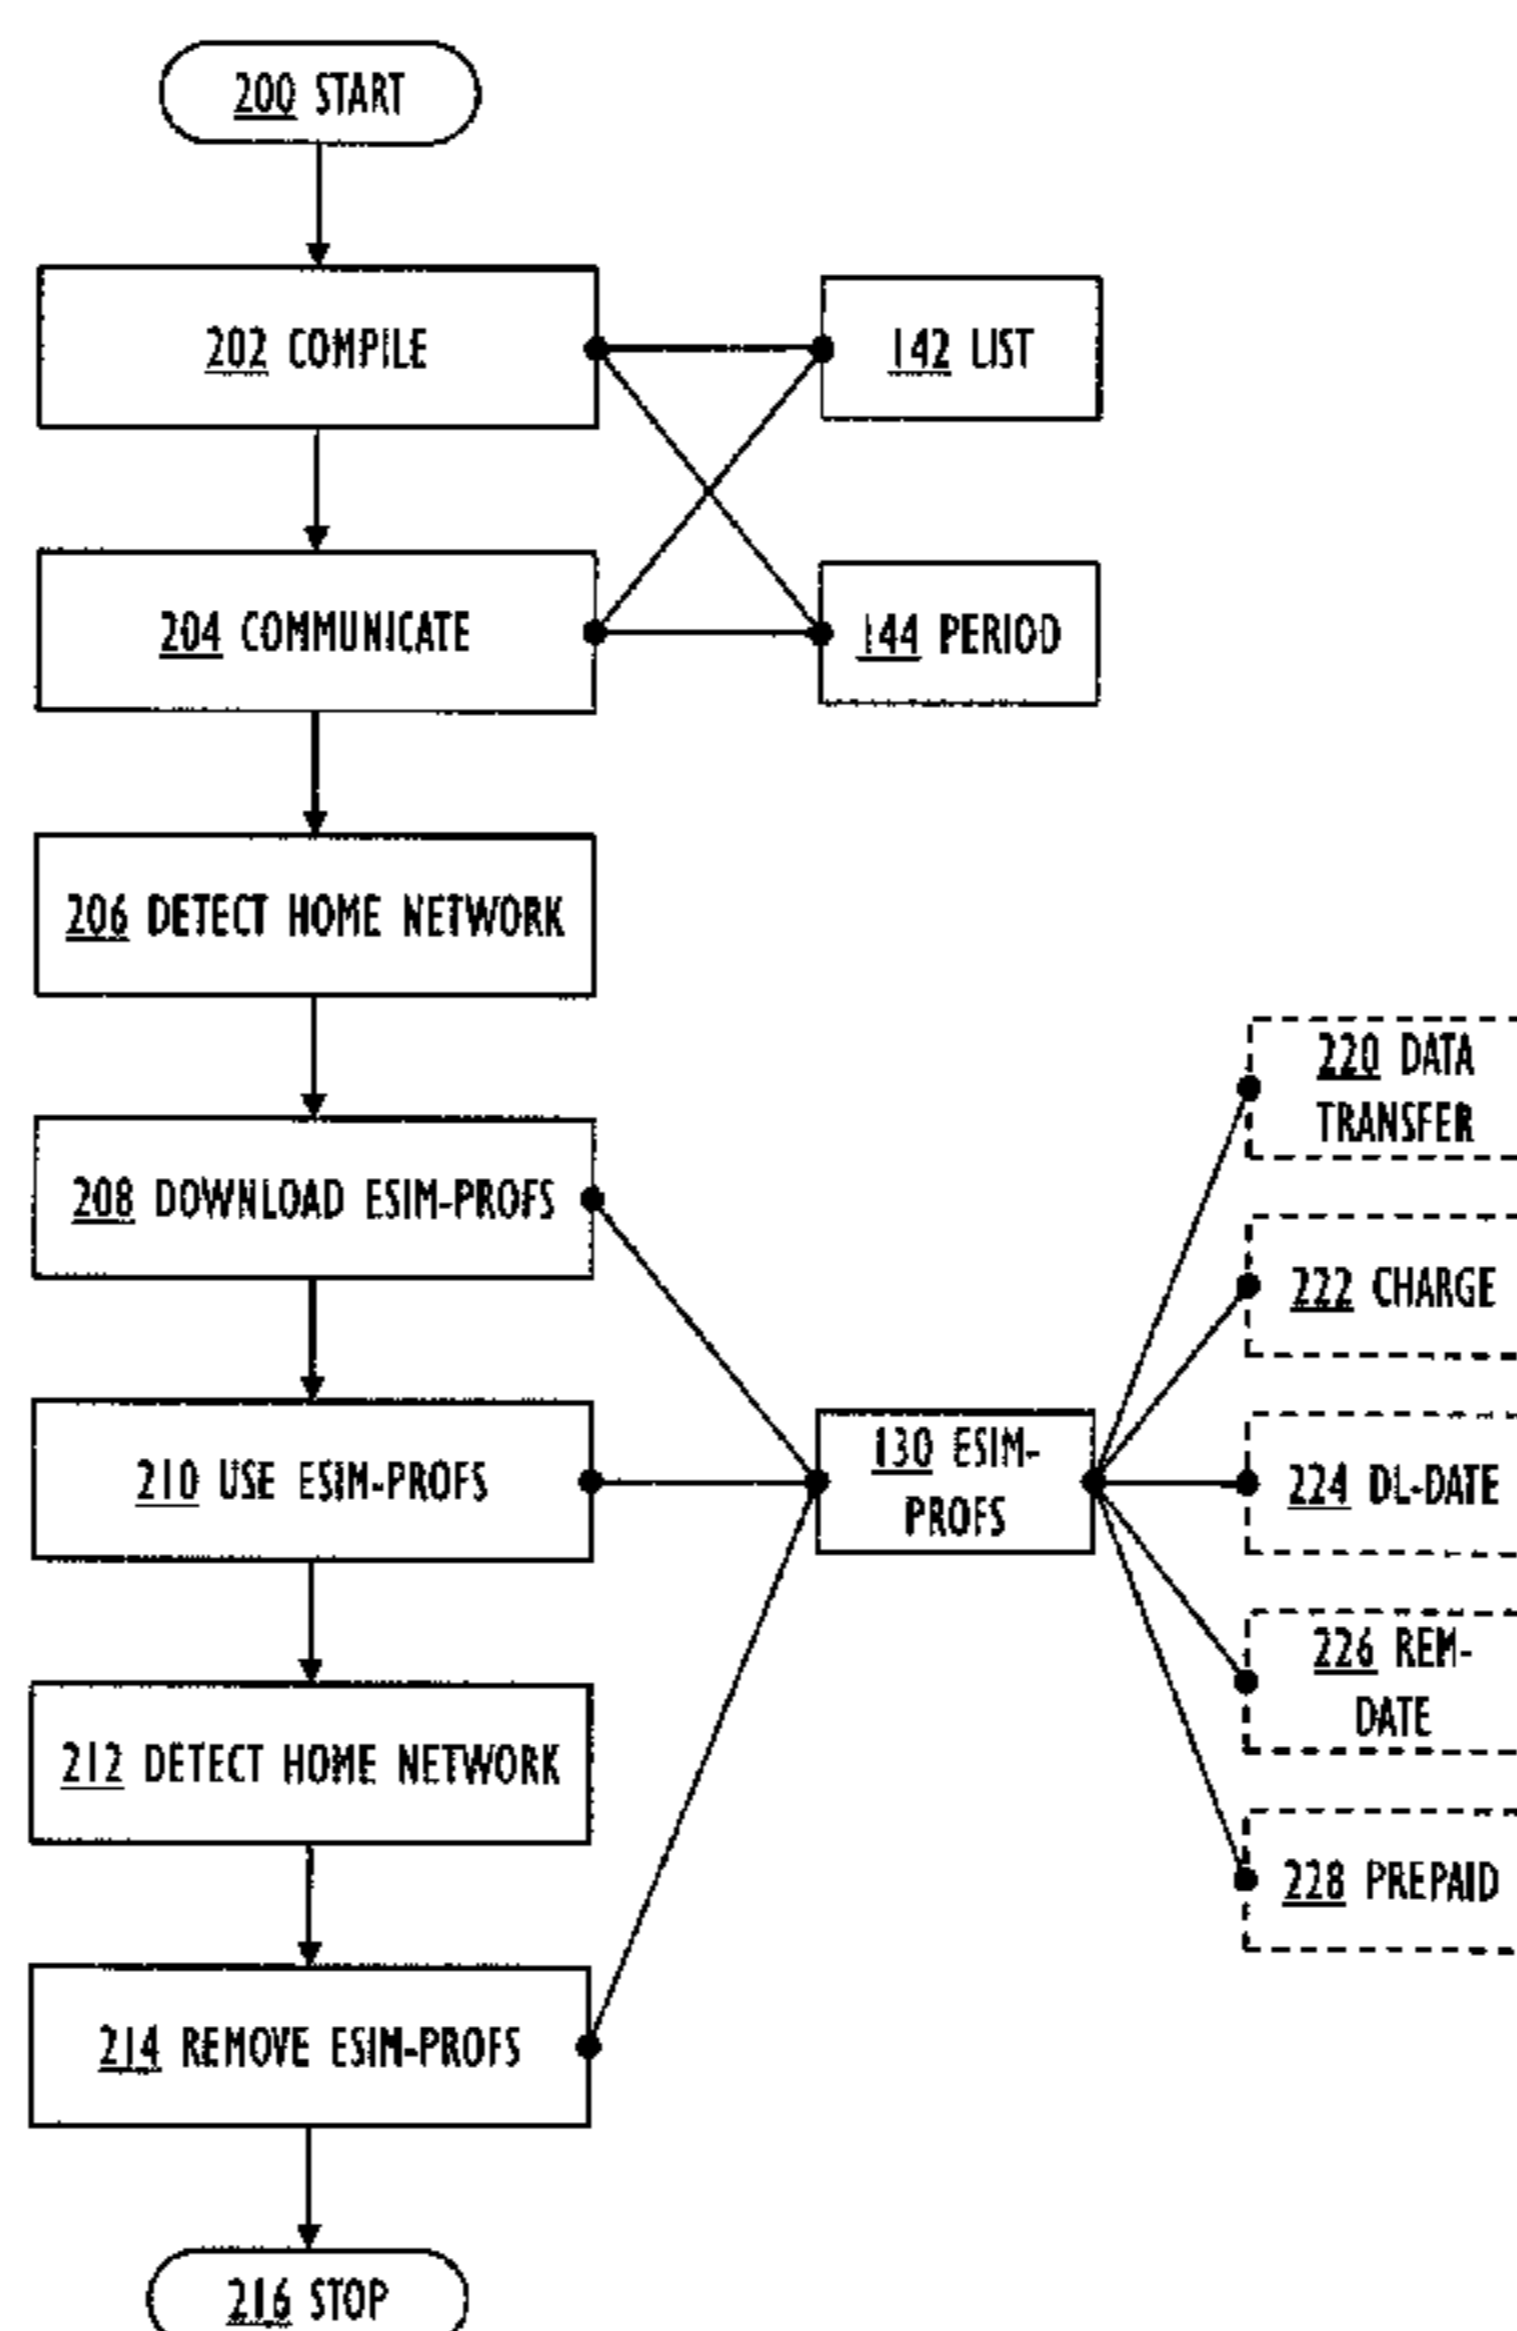 200 START
202 COMPILE
142 LIST
204 COMMUNICATE
144 PERIOD
206 DETECT HOME NETWORK
208 DOWNLOAD ESIM-PROFS
210 USE ESIM-PROFS
212 DETECT HOME NETWORK
214 REMOVE ESIM-PROFS
216 STOP
130 ESIM-
PROFS
220 DATA
TRANSFER
222 CHARGE
224 DL-DATE
226 REM-
DATE
228 PREPAID